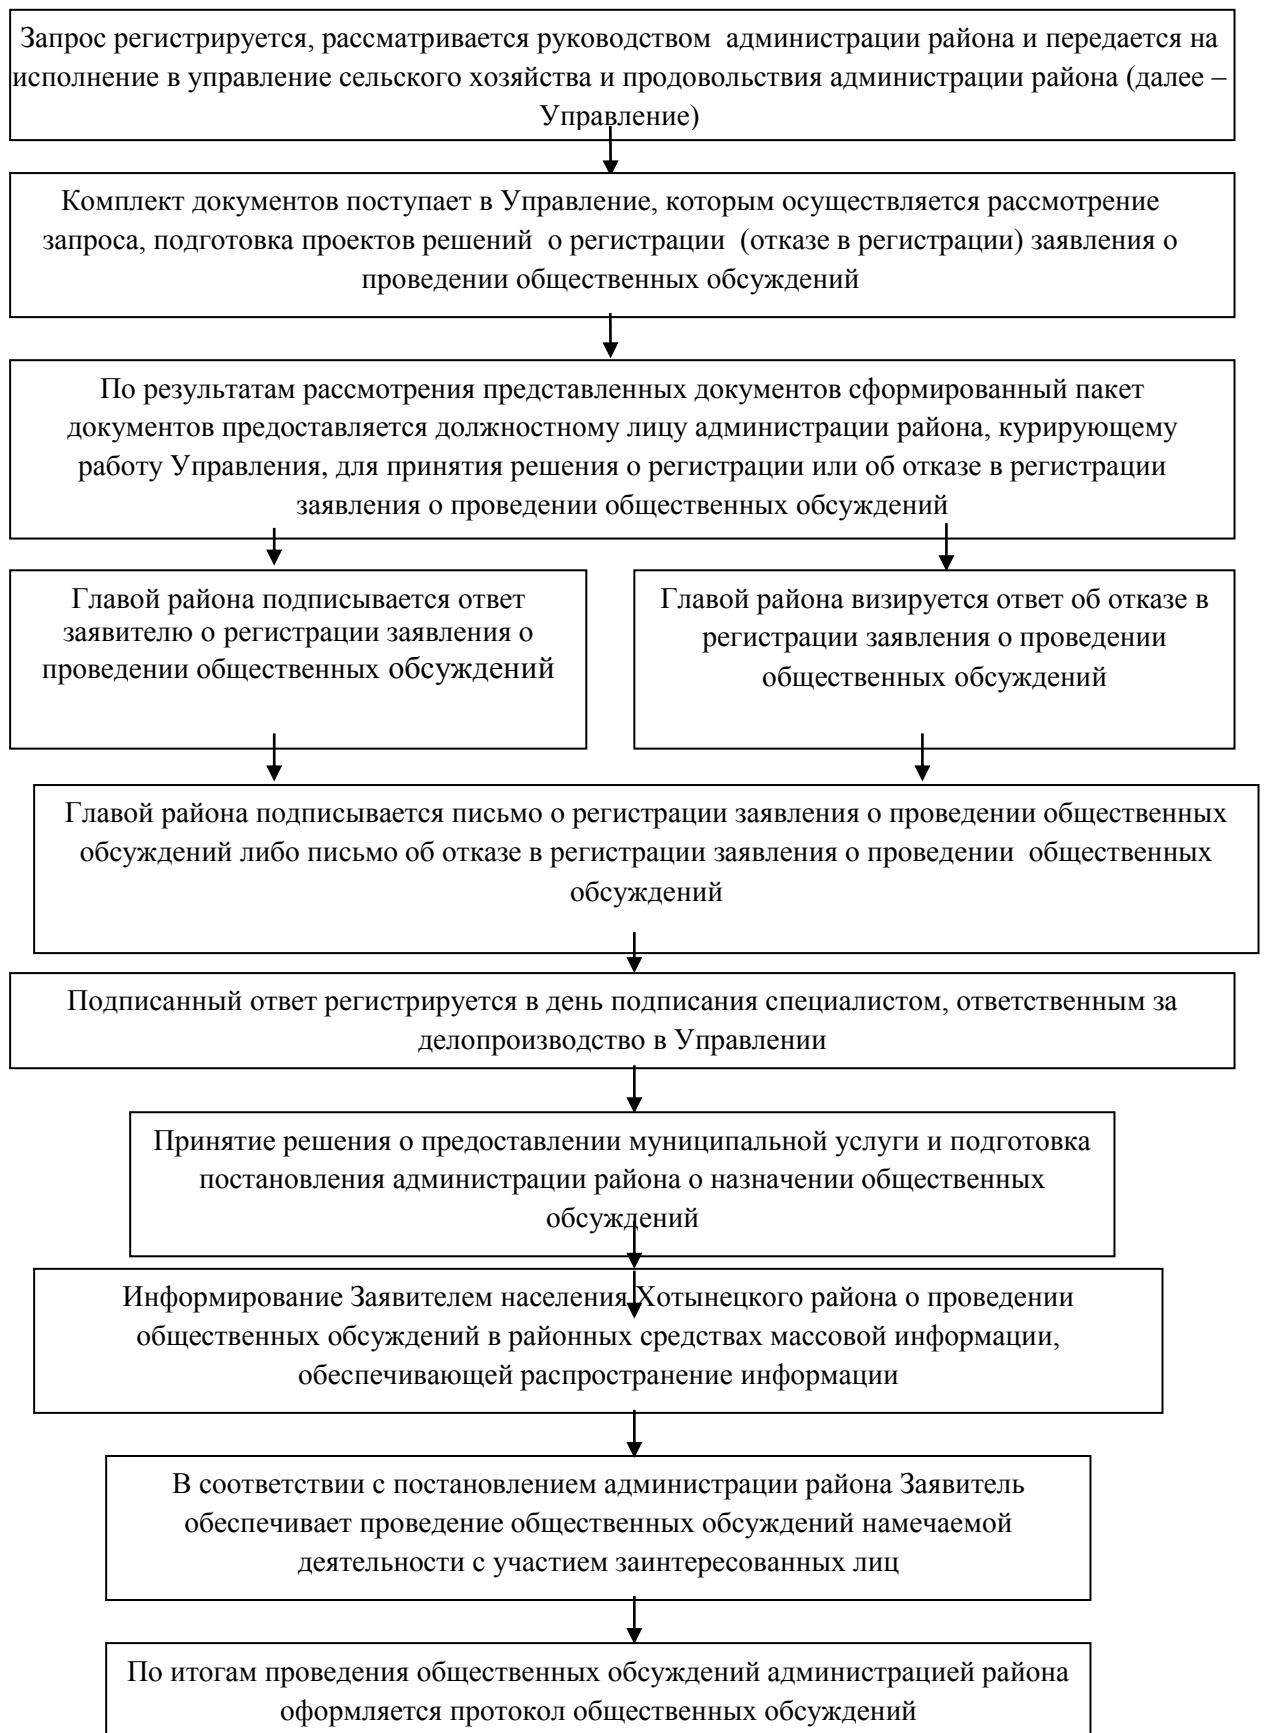 Запрос регистрируется, рассматривается руководством администрации района и передается на
исполнение в управление сельского хозяйства и продовольствия администрации района (далее –
Управление)
Комплект документов поступает в Управление, которым осуществляется рассмотрение
запроса, подготовка проектов решений о регистрации (отказе в регистрации) заявления о
проведении общественных обсуждений
По результатам рассмотрения представленных документов сформированный пакет
документов предоставляется должностному лицу администрации района, курирующему
работу Управления, для принятия решения о регистрации или об отказе в регистрации
заявления о проведении общественных обсуждений
Главой района подписывается ответ
заявителю о регистрации заявления о
проведении общественных обсуждений
Главой района визируется ответ об отказе в
регистрации заявления о проведении
общественных обсуждений
Главой района подписывается письмо о регистрации заявления о проведении общественных
обсуждений либо письмо об отказе в регистрации заявления о проведении общественных
обсуждений
Подписанный ответ регистрируется в день подписания специалистом, ответственным за
делопроизводство в Управлении
Принятие решения о предоставлении муниципальной услуги и подготовка
постановления администрации района о назначении общественных
обсуждений
Информирование Заявителем населения Хотынецкого района о проведении
общественных обсуждений в районных средствах массовой информации,
обеспечивающей распространение информации
В соответствии с постановлением администрации района Заявитель
обеспечивает проведение общественных обсуждений намечаемой
деятельности с участием заинтересованных лиц
По итогам проведения общественных обсуждений администрацией района
оформляется протокол общественных обсуждений